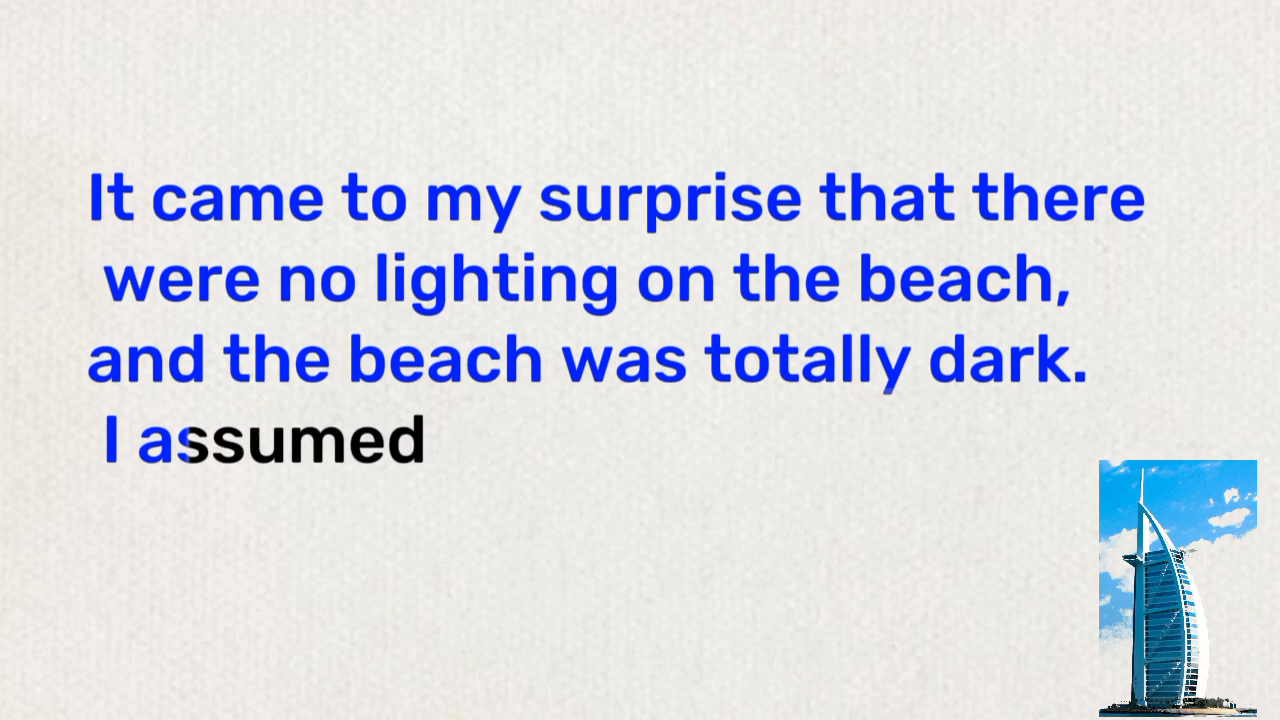 It came to my surprise that there
were no lighting on the beach,
and the beach was totally dark.
I assumed